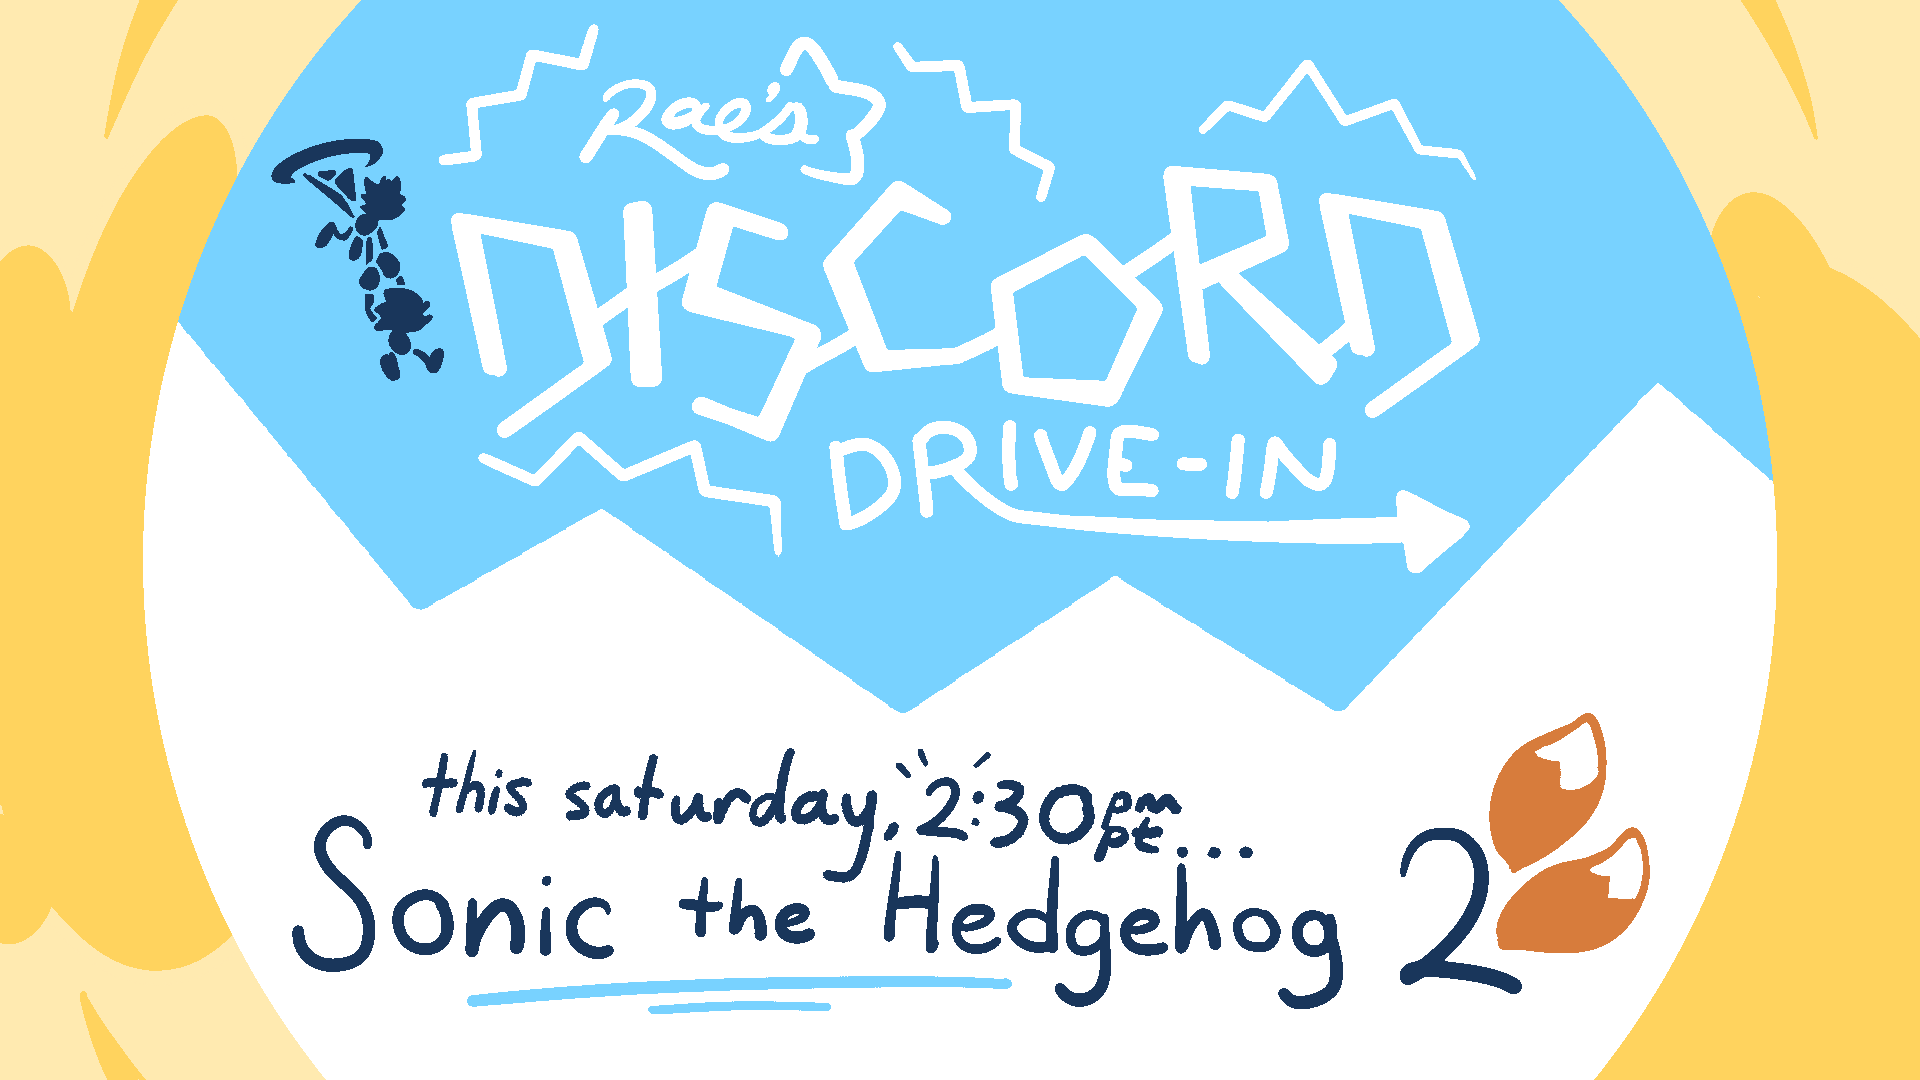 Rae's
DISCORD
DRIVE-IN
this saturday, 2:30pm pt...
Sonic the Hedgehog 2